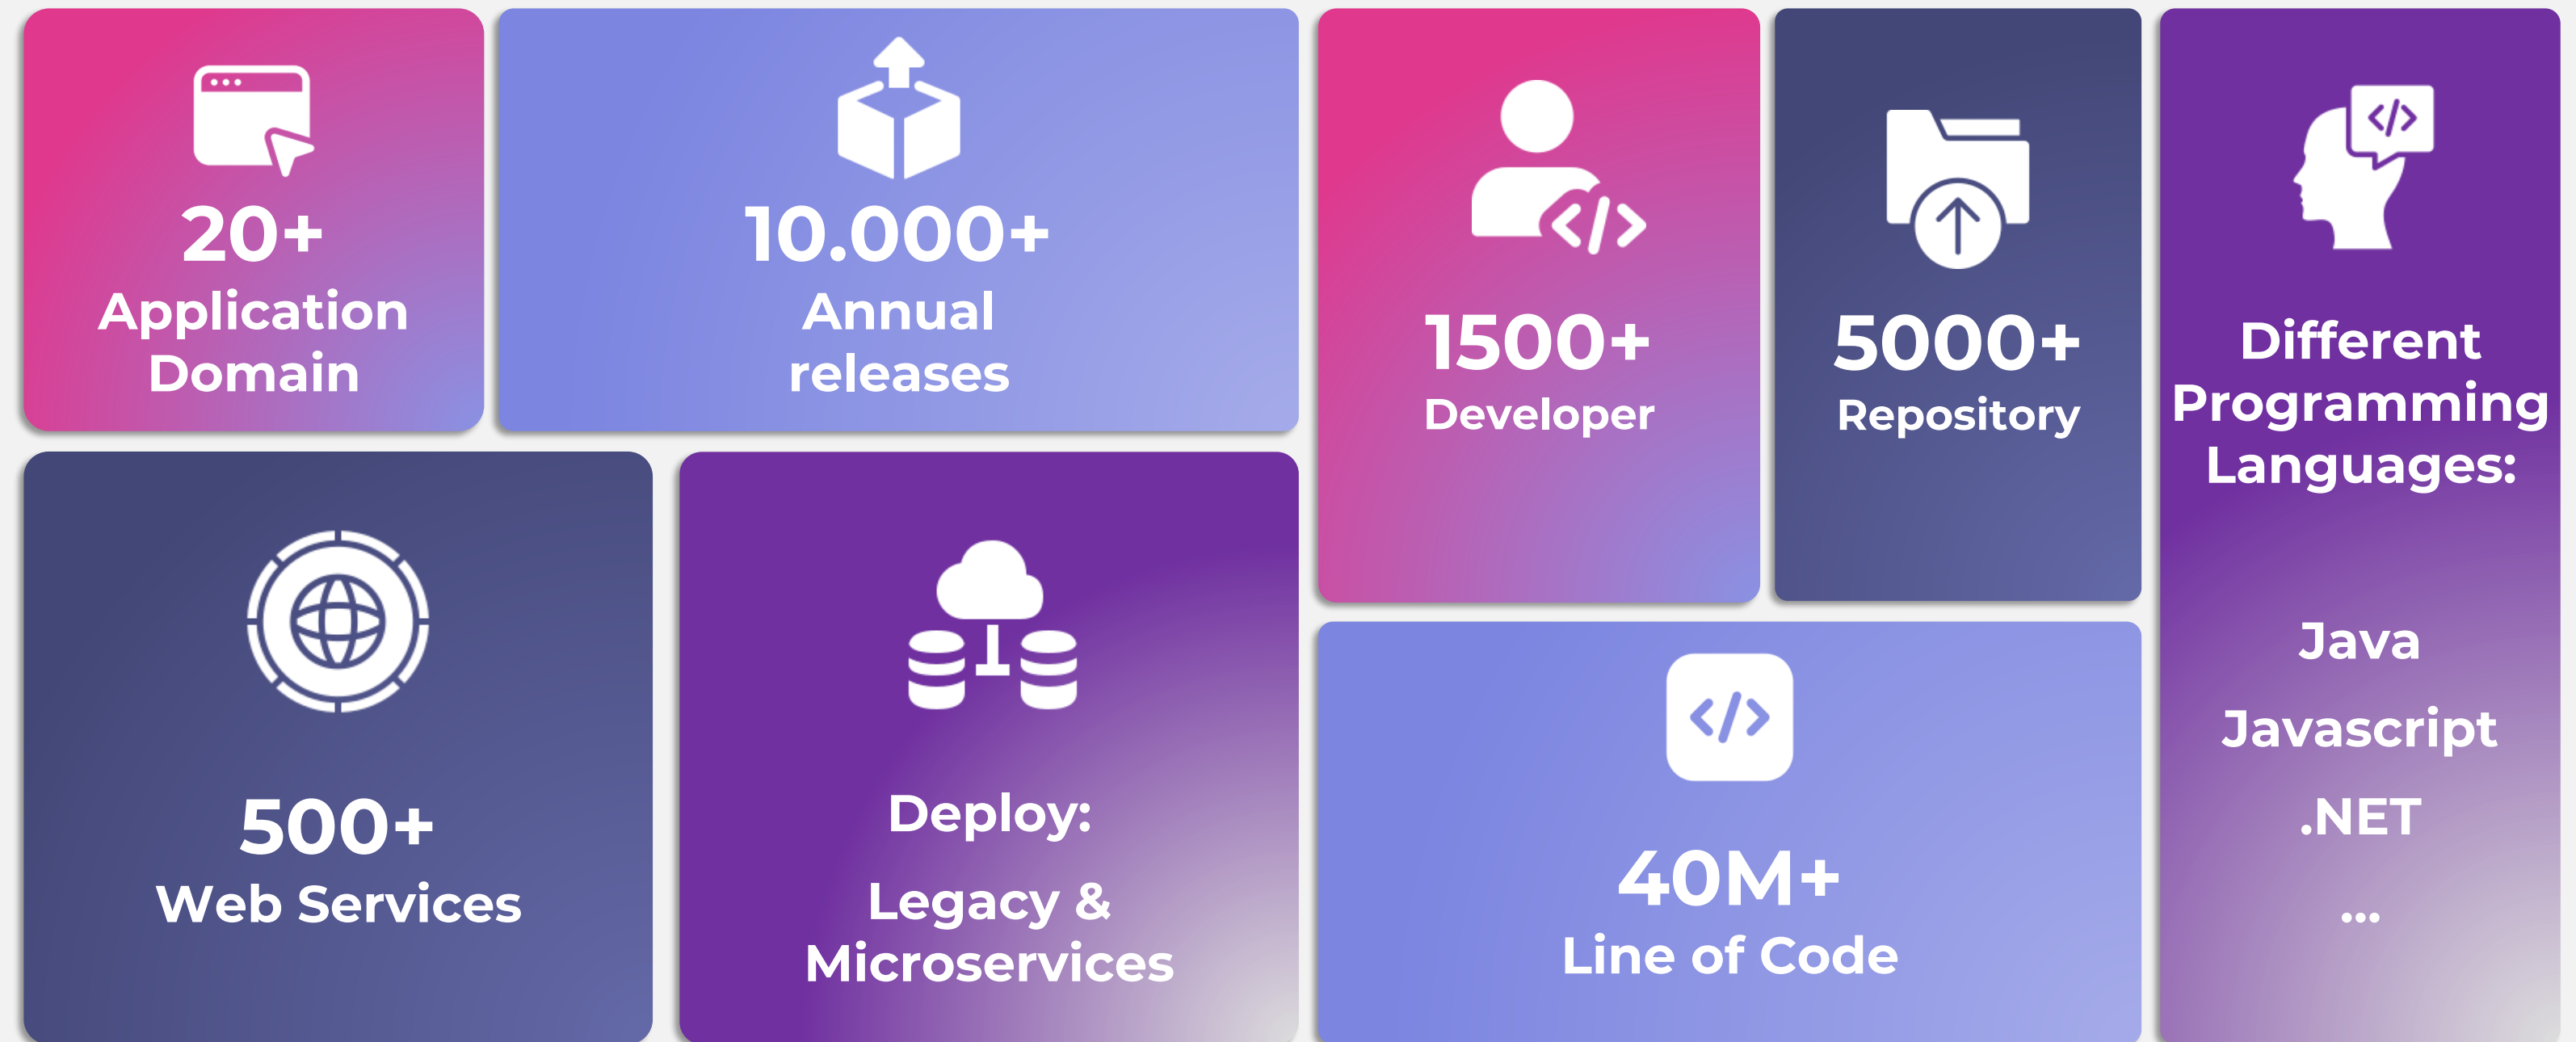 20+
Application
Domain
10.000+
Annual
releases
1500+
Developer
5000+
Repository
Different
Programming
Languages:
Java
Javascript
.NET
...
500+
Web Services
Deploy:
Legacy &
Microservices
40M+
Line of Code